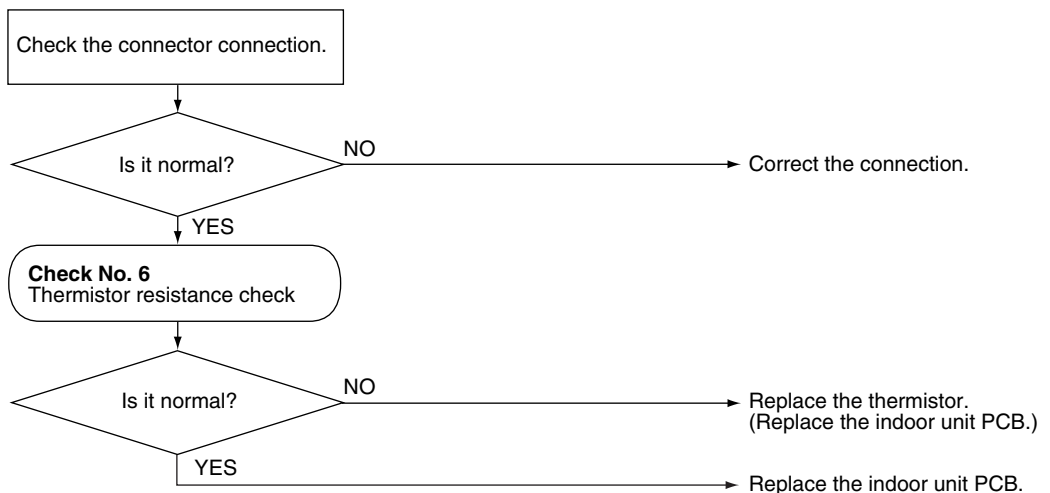 Check the connector connection.
Is it normal?
NO
Correct the connection.
YES
Check No. 6
Thermistor resistance check
Is it normal?
NO
Replace the thermistor.
(Replace the indoor unit PCB.)
YES
Replace the indoor unit PCB.